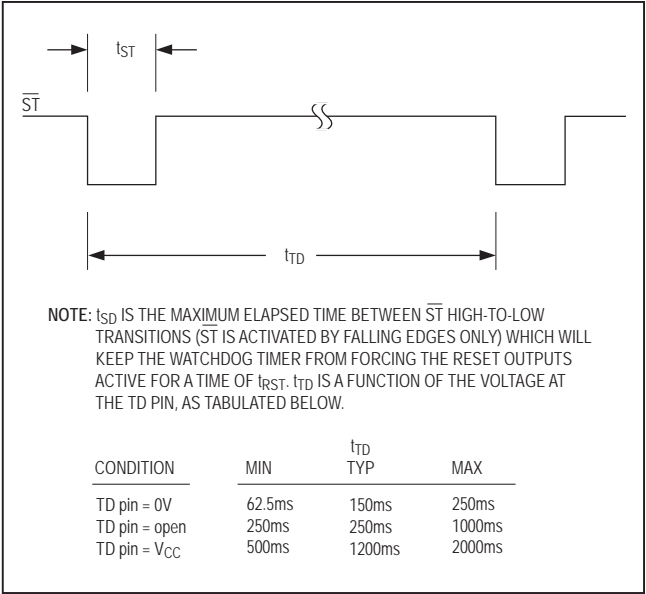 tST
S̅T̅
tTD
NOTE: tSD IS THE MAXIMUM ELAPSED TIME BETWEEN S̅T̅ HIGH-TO-LOW
TRANSITIONS (S̅T̅ IS ACTIVATED BY FALLING EDGES ONLY) WHICH WILL
KEEP THE WATCHDOG TIMER FROM FORCING THE RESET OUTPUTS
ACTIVE FOR A TIME OF tRST. tTD IS A FUNCTION OF THE VOLTAGE AT
THE TD PIN, AS TABULATED BELOW.
tTD
CONDITION MIN TYP MAX
TD pin = 0V 62.5ms 150ms 250ms
TD pin = open 250ms 250ms 1000ms
TD pin = VCC 500ms 1200ms 2000ms